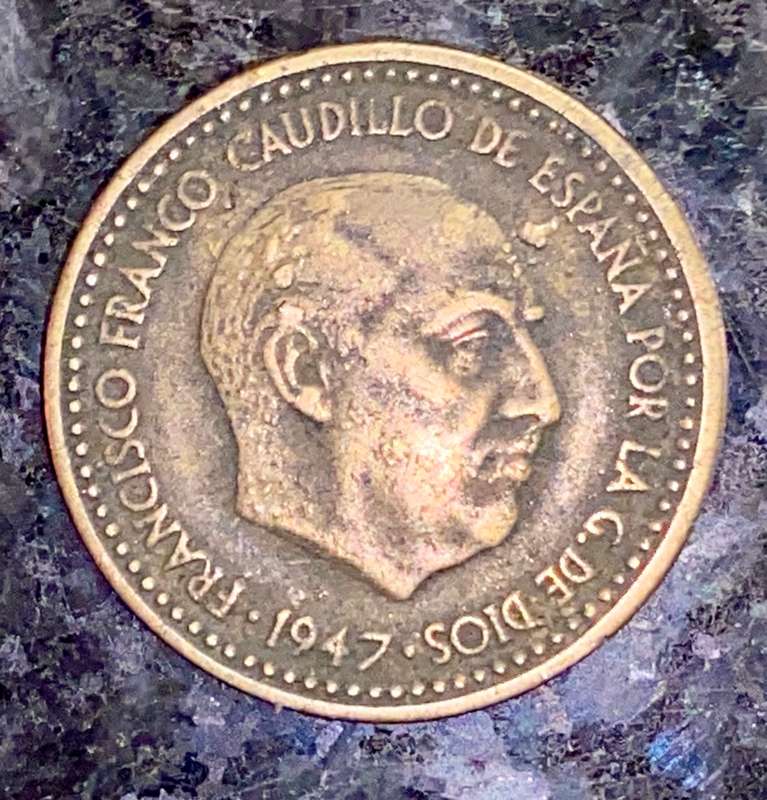 FRANCISCO FRANCO CAUDILLO DE ESPAÑA POR LA G. DE DIOS
· 1947 ·